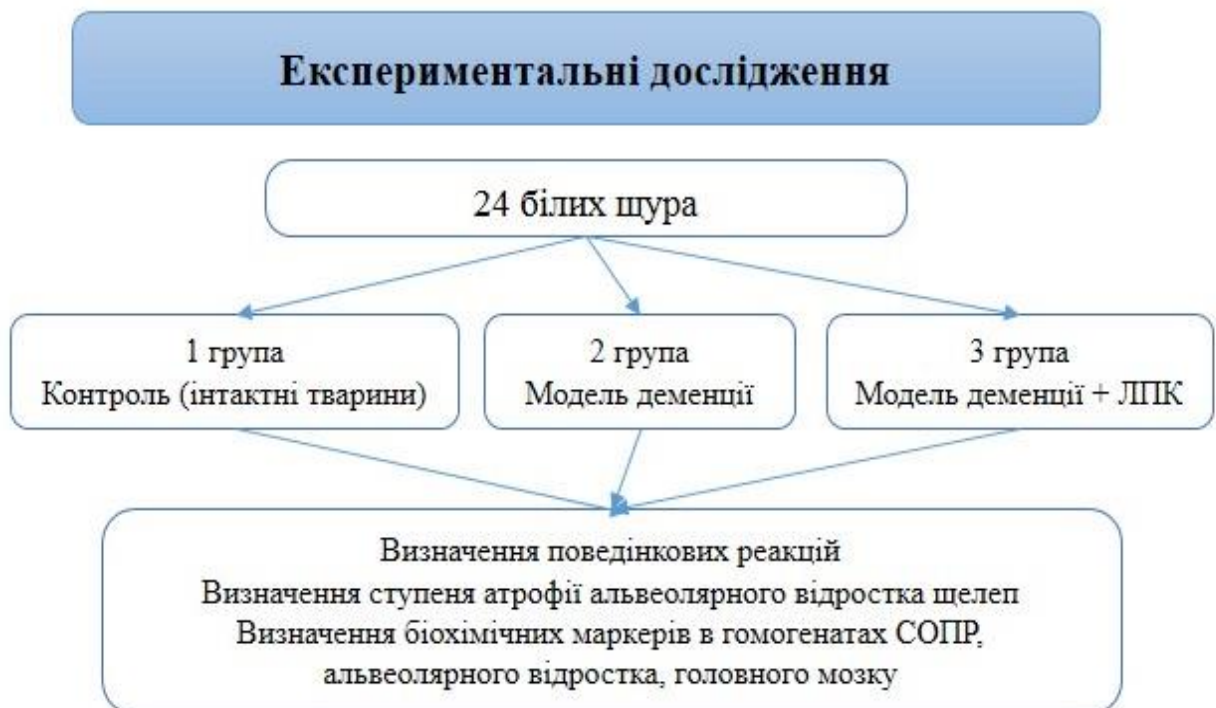 Експериментальні дослідження
24 білих щура
1 група
Контроль (інтактні тварини)
2 група
Модель деменції
3 група
Модель деменції + ЛПК
Визначення поведінкових реакцій
Визначення ступеня атрофії альвеолярного відростка щелеп
Визначення біохімічних маркерів в гомогенатах СОПР,
альвеолярного відростка, головного мозку